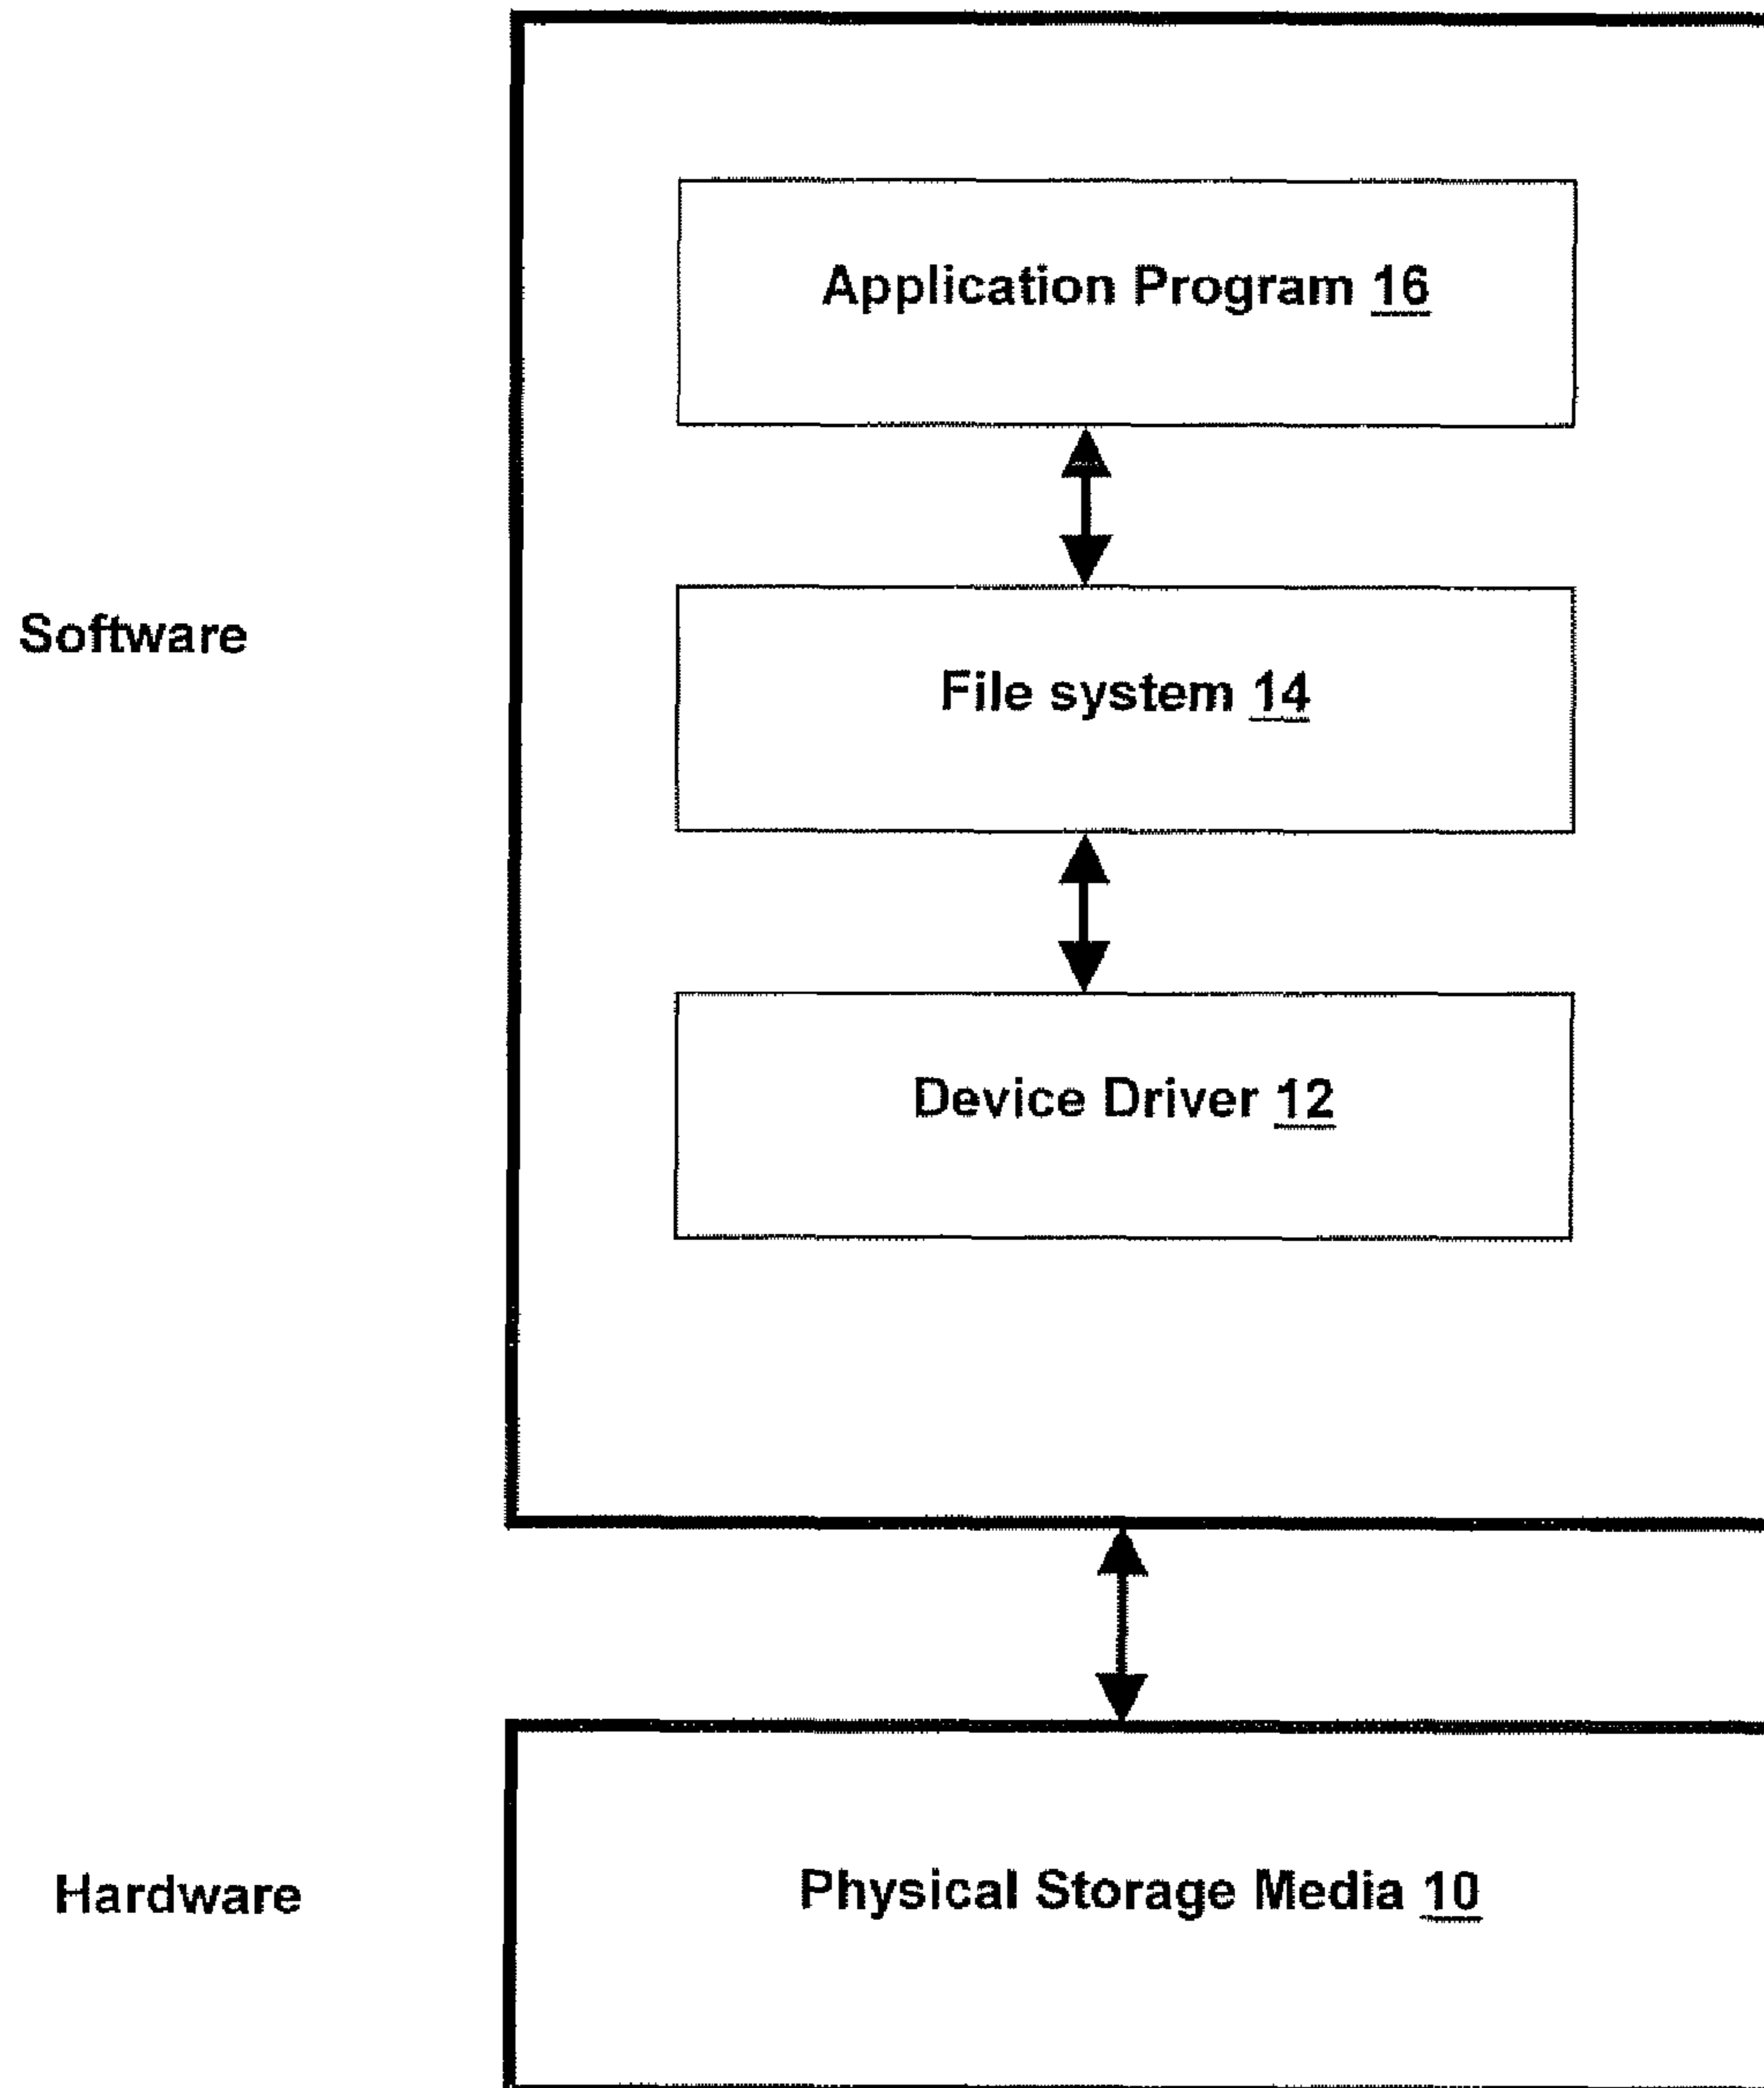 Application Program 16
Software
File system 14
Device Driver 12
Hardware
Physical Storage Media 10